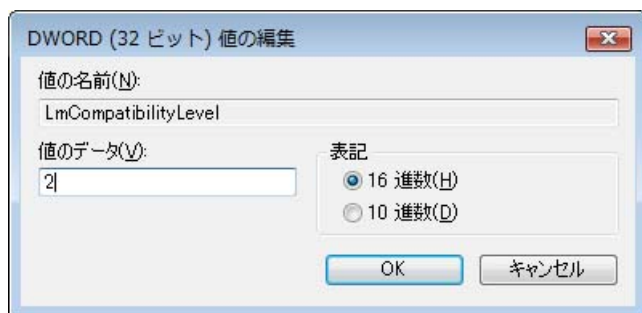 DWORD (32 ビット) 値の編集
値の名前(N):
LmCompatibilityLevel
値のデータ(V):
2
表記
16 進数(H)
10 進数(D)
OK
キャンセル